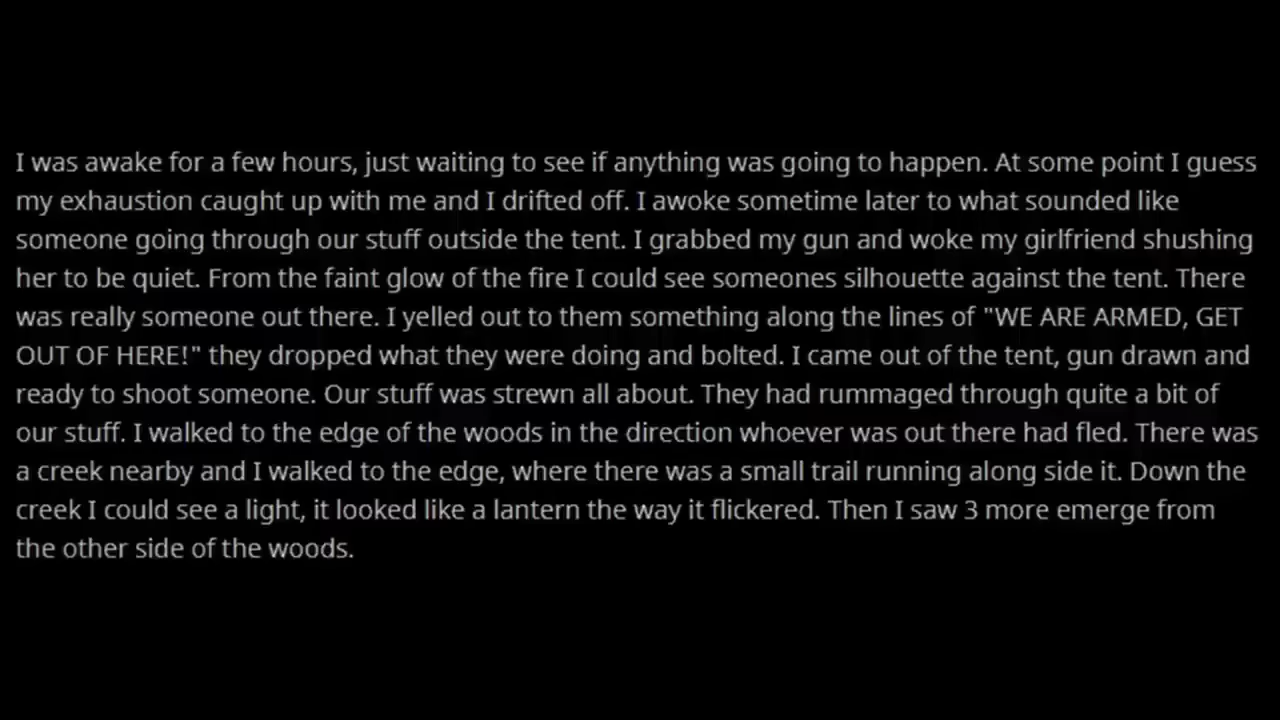 I was awake for a few hours, just waiting to see if anything was going to happen. At some point I guess
my exhaustion caught up with me and I drifted off. I awoke sometime later to what sounded like
someone going through our stuff outside the tent. I grabbed my gun and woke my girlfriend shushing
her to be quiet. From the faint glow of the fire I could see someones silhouette against the tent. There
was really someone out there. I yelled out to them something along the lines of "WE ARE ARMED, GET
OUT OF HERE!" they dropped what they were doing and bolted. I came out of the tent, gun drawn and
ready to shoot someone. Our stuff was strewn all about. They had rummaged through quite a bit of
our stuff. I walked to the edge of the woods in the direction whoever was out there had fled. There was
a creek nearby and I walked to the edge, where there was a small trail running along side it. Down the
creek I could see a light, it looked like a lantern the way it flickered. Then I saw 3 more emerge from
the other side of the woods.